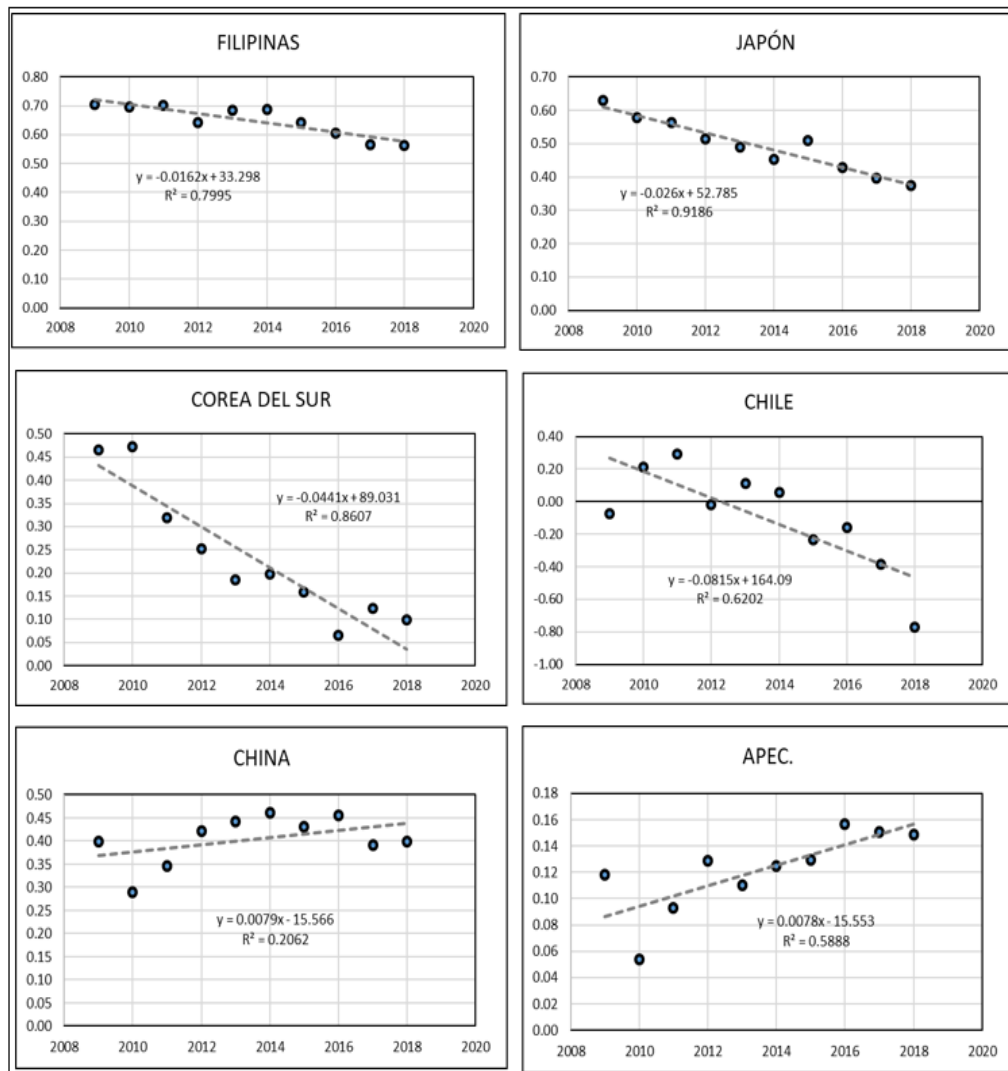 FILIPINAS
0.80
0.70
0.60
0.50
0.40
0.30
0.20
0.10
0.00
y = -0.0162x + 33.298
R² = 0.7995
2008 2010 2012 2014 2016 2018 2020
JAPÓN
0.70
0.60
0.50
0.40
0.30
0.20
0.10
0.00
y = -0.026x + 52.785
R² = 0.9186
2008 2010 2012 2014 2016 2018 2020
COREA DEL SUR
0.50
0.45
0.40
0.35
0.30
0.25
0.20
0.15
0.10
0.05
0.00
y = -0.0441x + 89.031
R² = 0.8607
2008 2010 2012 2014 2016 2018 2020
CHILE
0.40
0.20
0.00
-0.20
-0.40
-0.60
-0.80
-1.00
y = -0.0815x + 164.09
R² = 0.6202
2008 2010 2012 2014 2016 2018 2020
CHINA
0.50
0.45
0.40
0.35
0.30
0.25
0.20
0.15
0.10
0.05
0.00
y = 0.0079x - 15.566
R² = 0.2062
2008 2010 2012 2014 2016 2018 2020
APEC.
0.18
0.16
0.14
0.12
0.10
0.08
0.06
0.04
0.02
0.00
y = 0.0078x - 15.553
R² = 0.5888
2008 2010 2012 2014 2016 2018 2020